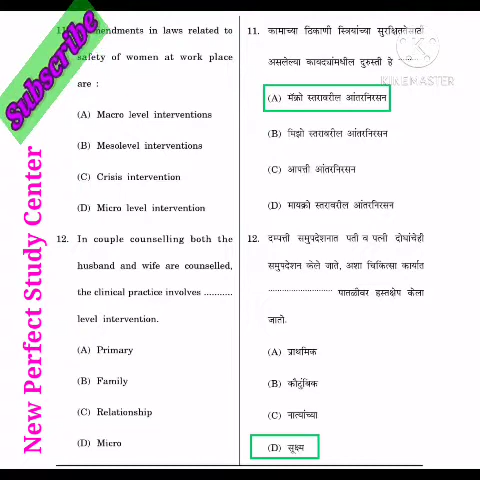 Subscribe
New Perfect Study Center
KINEMASTER
11. Amendments in laws related to
safety of women at work place
are :
(A) Macro level interventions
(B) Mesolevel interventions
(C) Crisis intervention
(D) Micro level intervention
12. In couple counselling both the
husband and wife are counselled,
the clinical practice involves ...........
level intervention.
(A) Primary
(B) Family
(C) Relationship
(D) Micro
11. कामाच्या ठिकाणी स्त्रियांच्या सुरक्षिततेसाठी
असलेल्या कायद्यांमधील दुरुस्ती हे
(A) मॅक्रो स्तरावरील आंतरनिरसन
(B) मिझो स्तरावरील आंतरनिरसन
(C) आपत्ती आंतरनिरसन
(D) मायक्रो स्तरावरील आंतरनिरसन
12. दम्पत्ती समुपदेशनात पती व पत्नी दोघांचेही
समुपदेशन केले जाते, अशा चिकित्सा कार्यात
............................ पातळीवर हस्तक्षेप केला
जातो.
(A) प्राथमिक
(B) कौटुंबिक
(C) नात्यांच्या
(D) सूक्ष्म